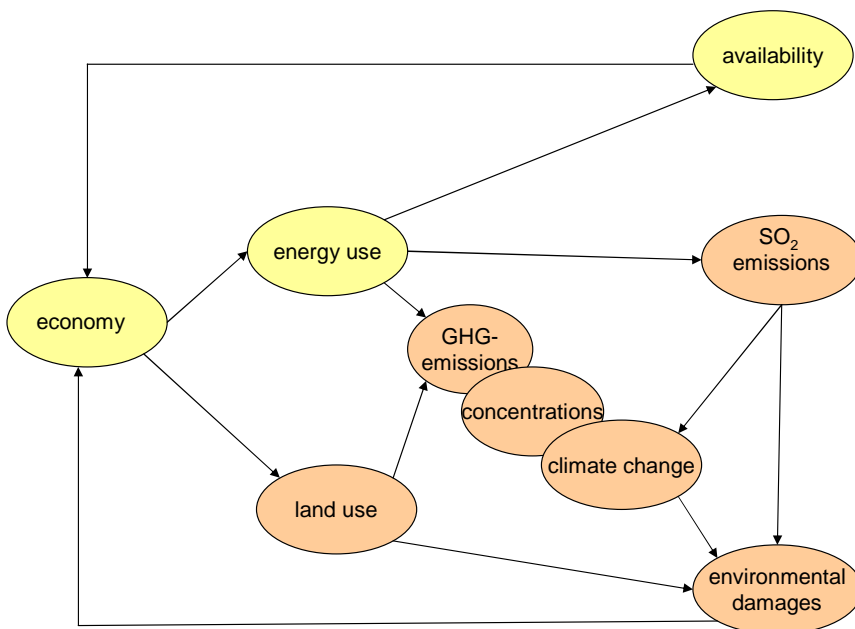 availability
energy use
SO₂
emissions
economy
GHG-
emissions
concentrations
climate change
land use
environmental
damages